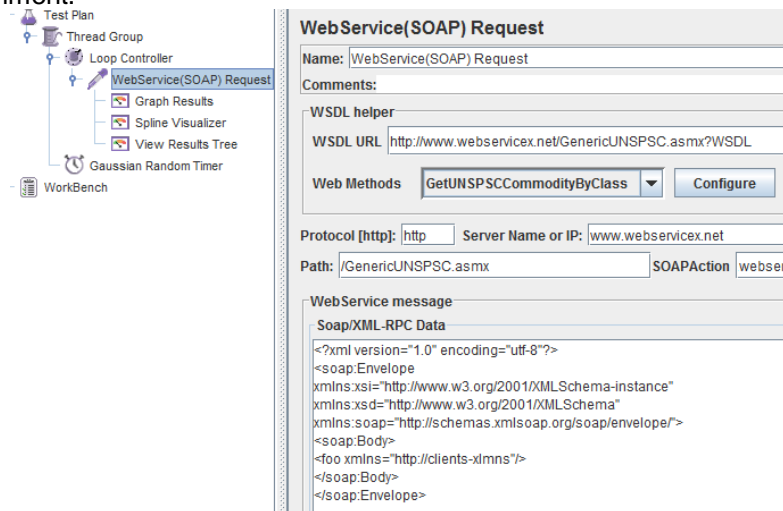 nment.
Test Plan
Thread Group
Loop Controller
WebService(SOAP) Request
Graph Results
Spline Visualizer
View Results Tree
Gaussian Random Timer
WorkBench
WebService(SOAP) Request
Name: WebService(SOAP) Request
Comments:
WSDL helper
WSDL URL http://www.webservicex.net/GenericUNSPSC.asmx?WSDL
Web Methods GetUNSPSCCommodityByClass Configure
Protocol [http]: http Server Name or IP: www.webservicex.net
Path: /GenericUNSPSC.asmx SOAPAction webser
WebService message
Soap/XML-RPC Data
<?xml version="1.0" encoding="utf-8"?>
<soap:Envelope
xmlns:xsi="http://www.w3.org/2001/XMLSchema-instance"
xmlns:xsd="http://www.w3.org/2001/XMLSchema"
xmlns:soap="http://schemas.xmlsoap.org/soap/envelope/">
<soap:Body>
<foo xmlns="http://clients-xlmns"/>
</soap:Body>
</soap:Envelope>